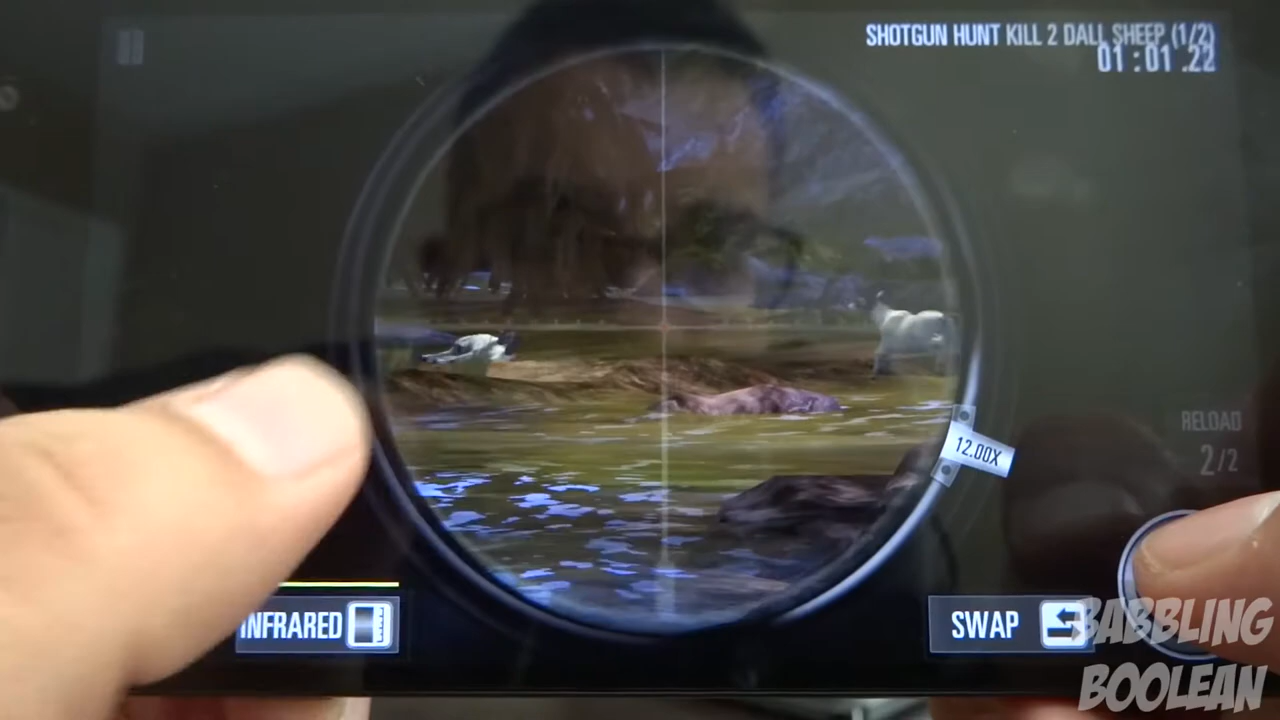 SHOTGUN HUNT KILL 2 DALL SHEEP (1/2)
01:01.22
12.00X
RELOAD
2/2
INFRARED
SWAP
BABBLING
BOOLEAN